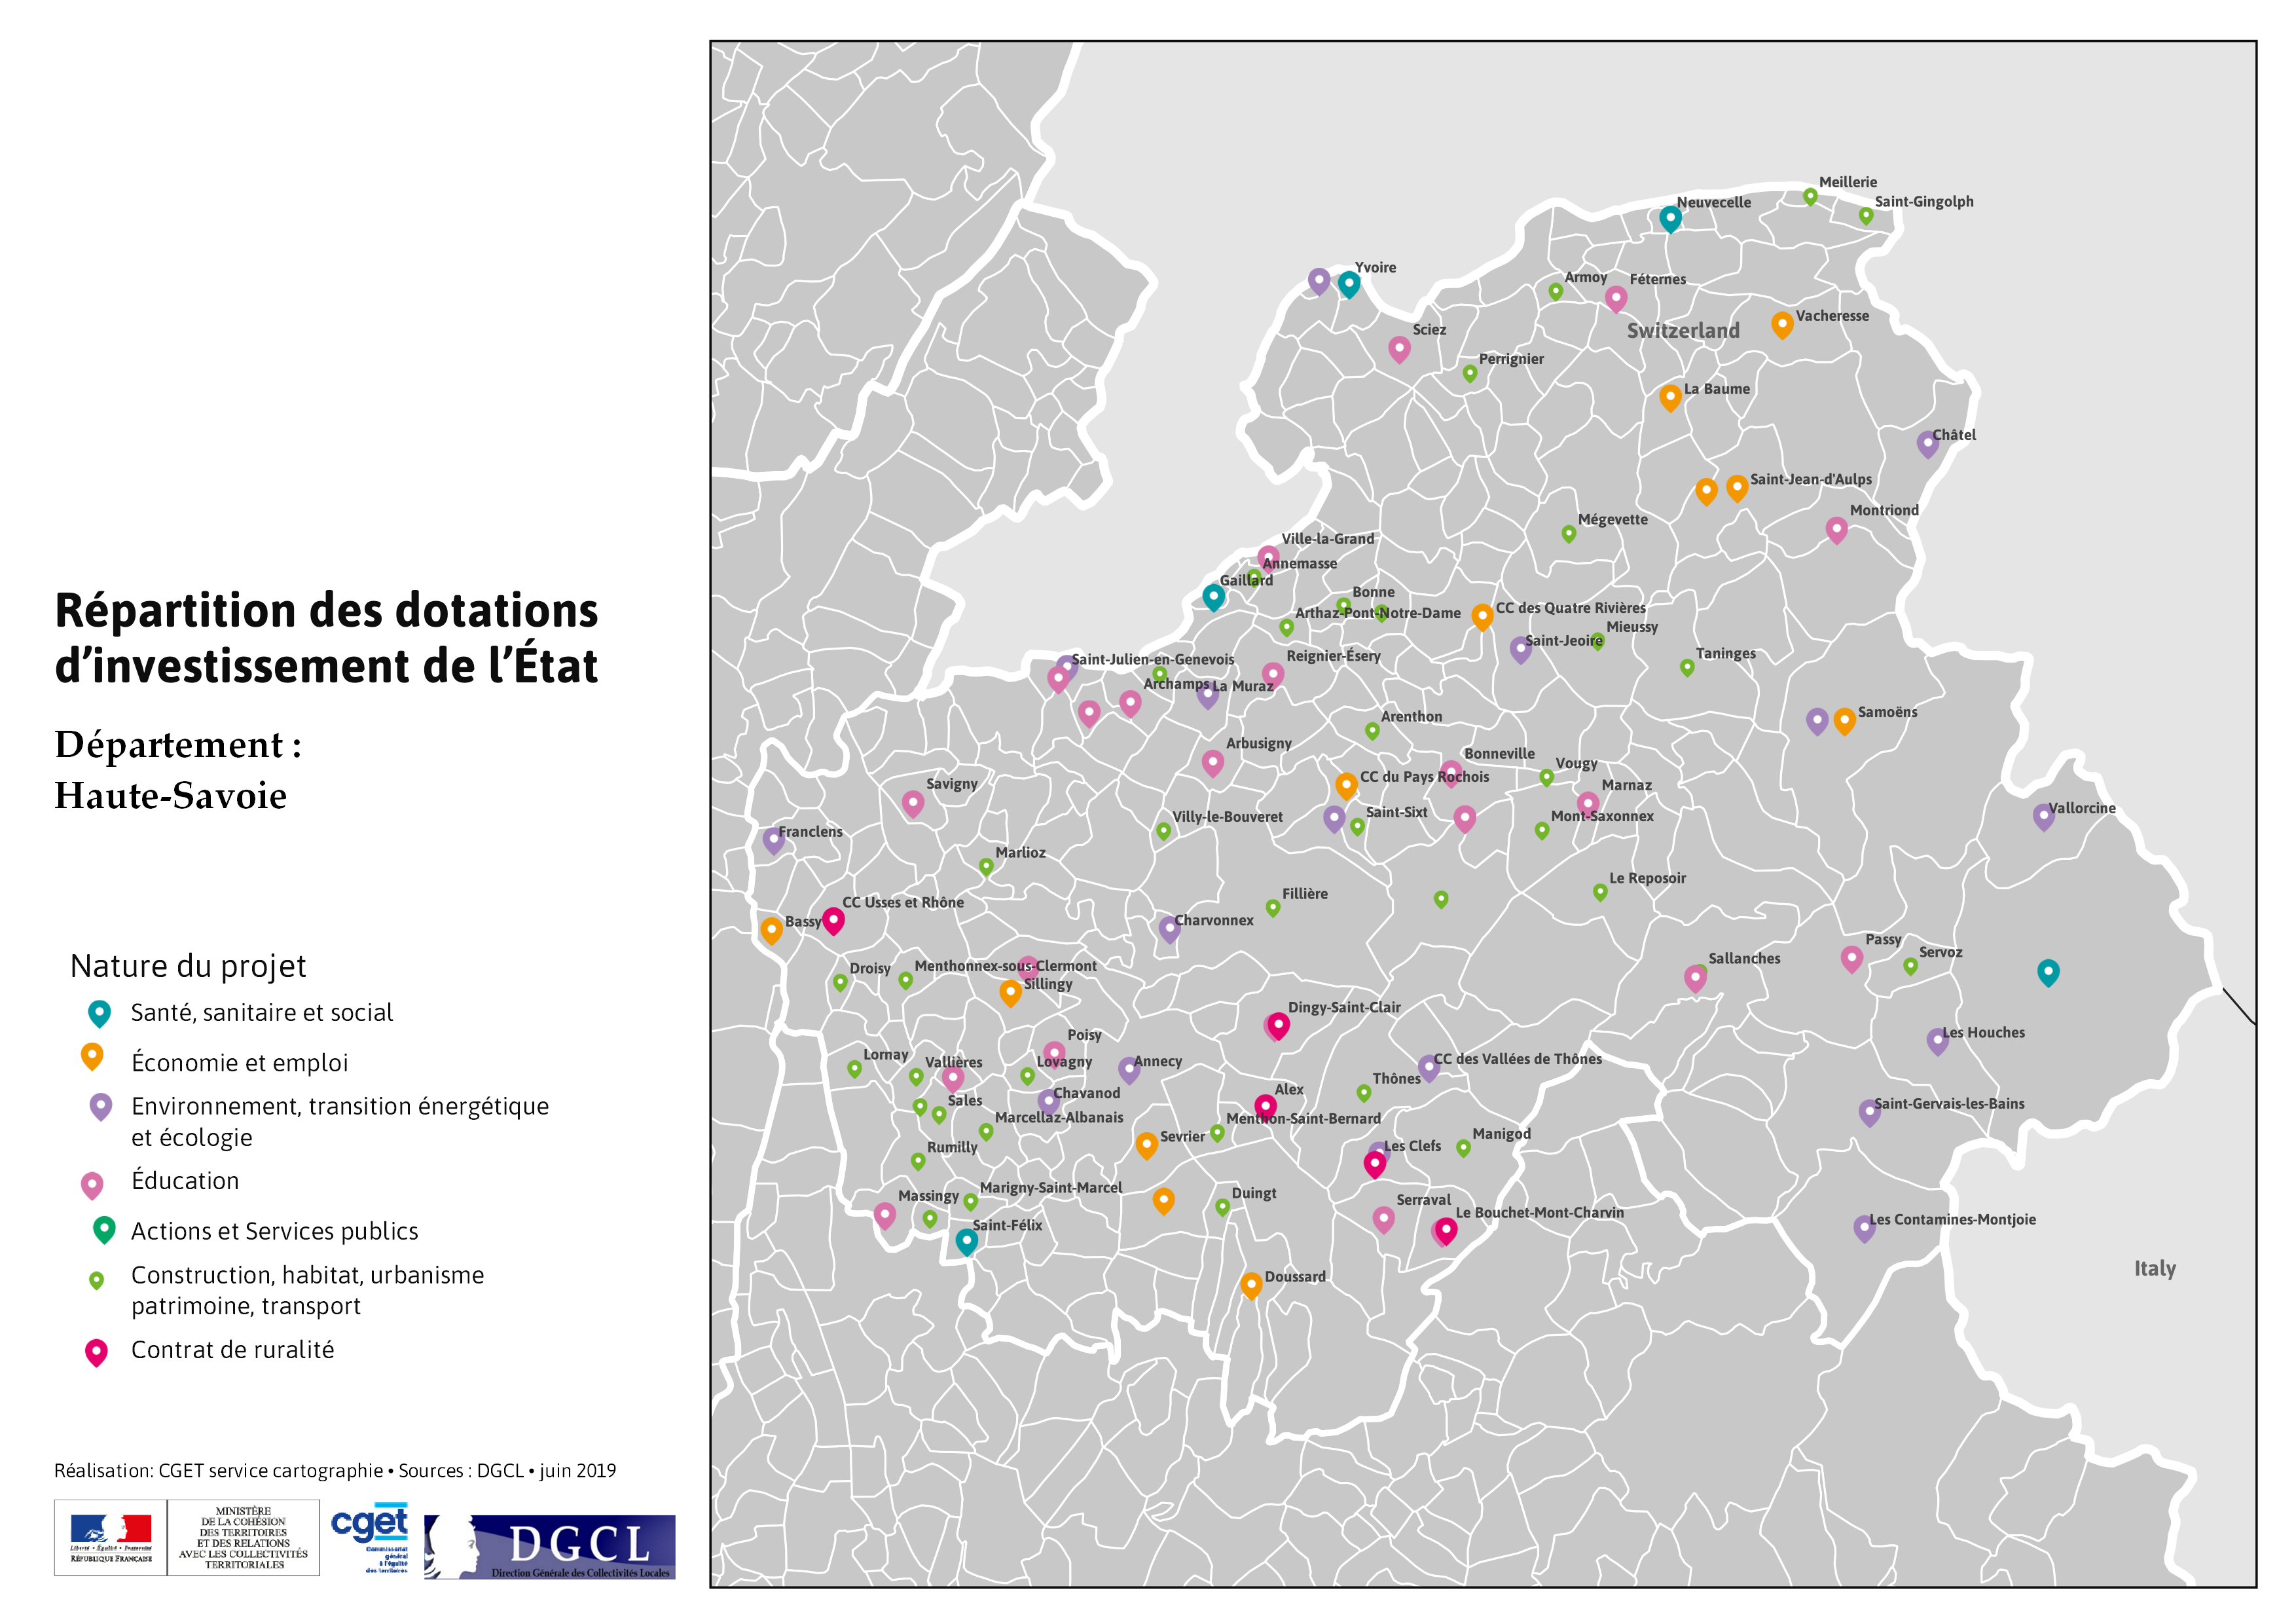 Répartition des dotations
d’investissement de l’État
Département :
Haute-Savoie
Nature du projet
Santé, sanitaire et social
Économie et emploi
Environnement, transition énergétique
et écologie
Éducation
Actions et Services publics
Construction, habitat, urbanisme
patrimoine, transport
Contrat de ruralité
Réalisation: CGET service cartographie • Sources : DGCL • juin 2019
Liberté • Égalité • Fraternité
RÉPUBLIQUE FRANÇAISE
MINISTÈRE
DE LA COHÉSION
DES TERRITOIRES
ET DES RELATIONS
AVEC LES COLLECTIVITÉS
TERRITORIALES
cget
Commissariat
général
à l'égalité
des territoires
DGCL
Direction Générale des Collectivités Locales
Meillerie
Saint-Gingolph
Neuvecelle
Yvoire
Armoy
Féternes
Vacheresse
Switzerland
Sciez
Perrignier
La Baume
Châtel
Saint-Jean-d'Aulps
Montriond
Mégevette
Ville-la-Grand
Annemasse
Gaillard
Bonne
Arthaz-Pont-Notre-Dame
CC des Quatre Rivières
Mieussy
Saint-Jeoire
Taninges
Saint-Julien-en-Genevois
Reignier-Ésery
Archamps
La Muraz
Samoëns
Arenthon
Arbusigny
Bonneville
Vougy
CC du Pays Rochois
Marnaz
Savigny
Vallorcine
Villy-le-Bouveret
Saint-Sixt
Mont-Saxonnex
Franclens
Marlioz
Le Reposoir
Fillière
CC Usses et Rhône
Bassy
Charvonnex
Passy
Servoz
Sallanches
Droisy
Menthonnex-sous-Clermont
Sillingy
Dingy-Saint-Clair
Les Houches
Poisy
Lornay
Vallières
Lovagny
Annecy
CC des Vallées de Thônes
Thônes
Alex
Chavanod
Sales
Saint-Gervais-les-Bains
Marcellaz-Albanais
Menthon-Saint-Bernard
Sevrier
Manigod
Rumilly
Les Clefs
Marigny-Saint-Marcel
Massingy
Duingt
Serraval
Le Bouchet-Mont-Charvin
Saint-Félix
Les Contamines-Montjoie
Doussard
Italy